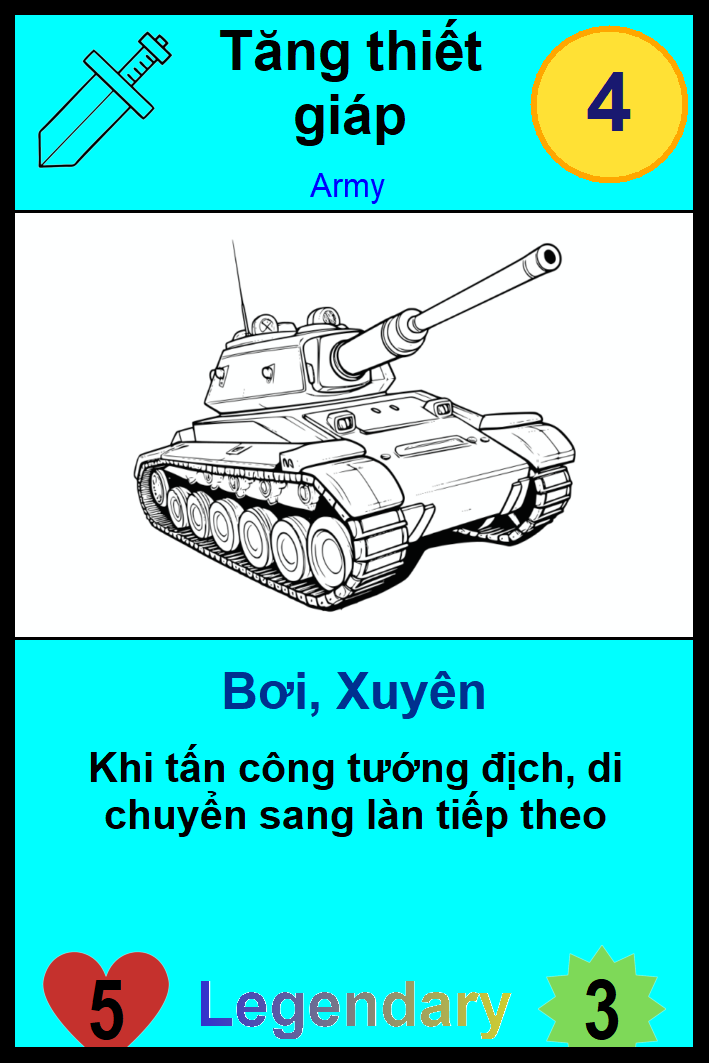 Tăng thiết
giáp
4
Army
Bơi, Xuyên
Khi tấn công tướng địch, di
chuyển sang làn tiếp theo
5
Legendary
3